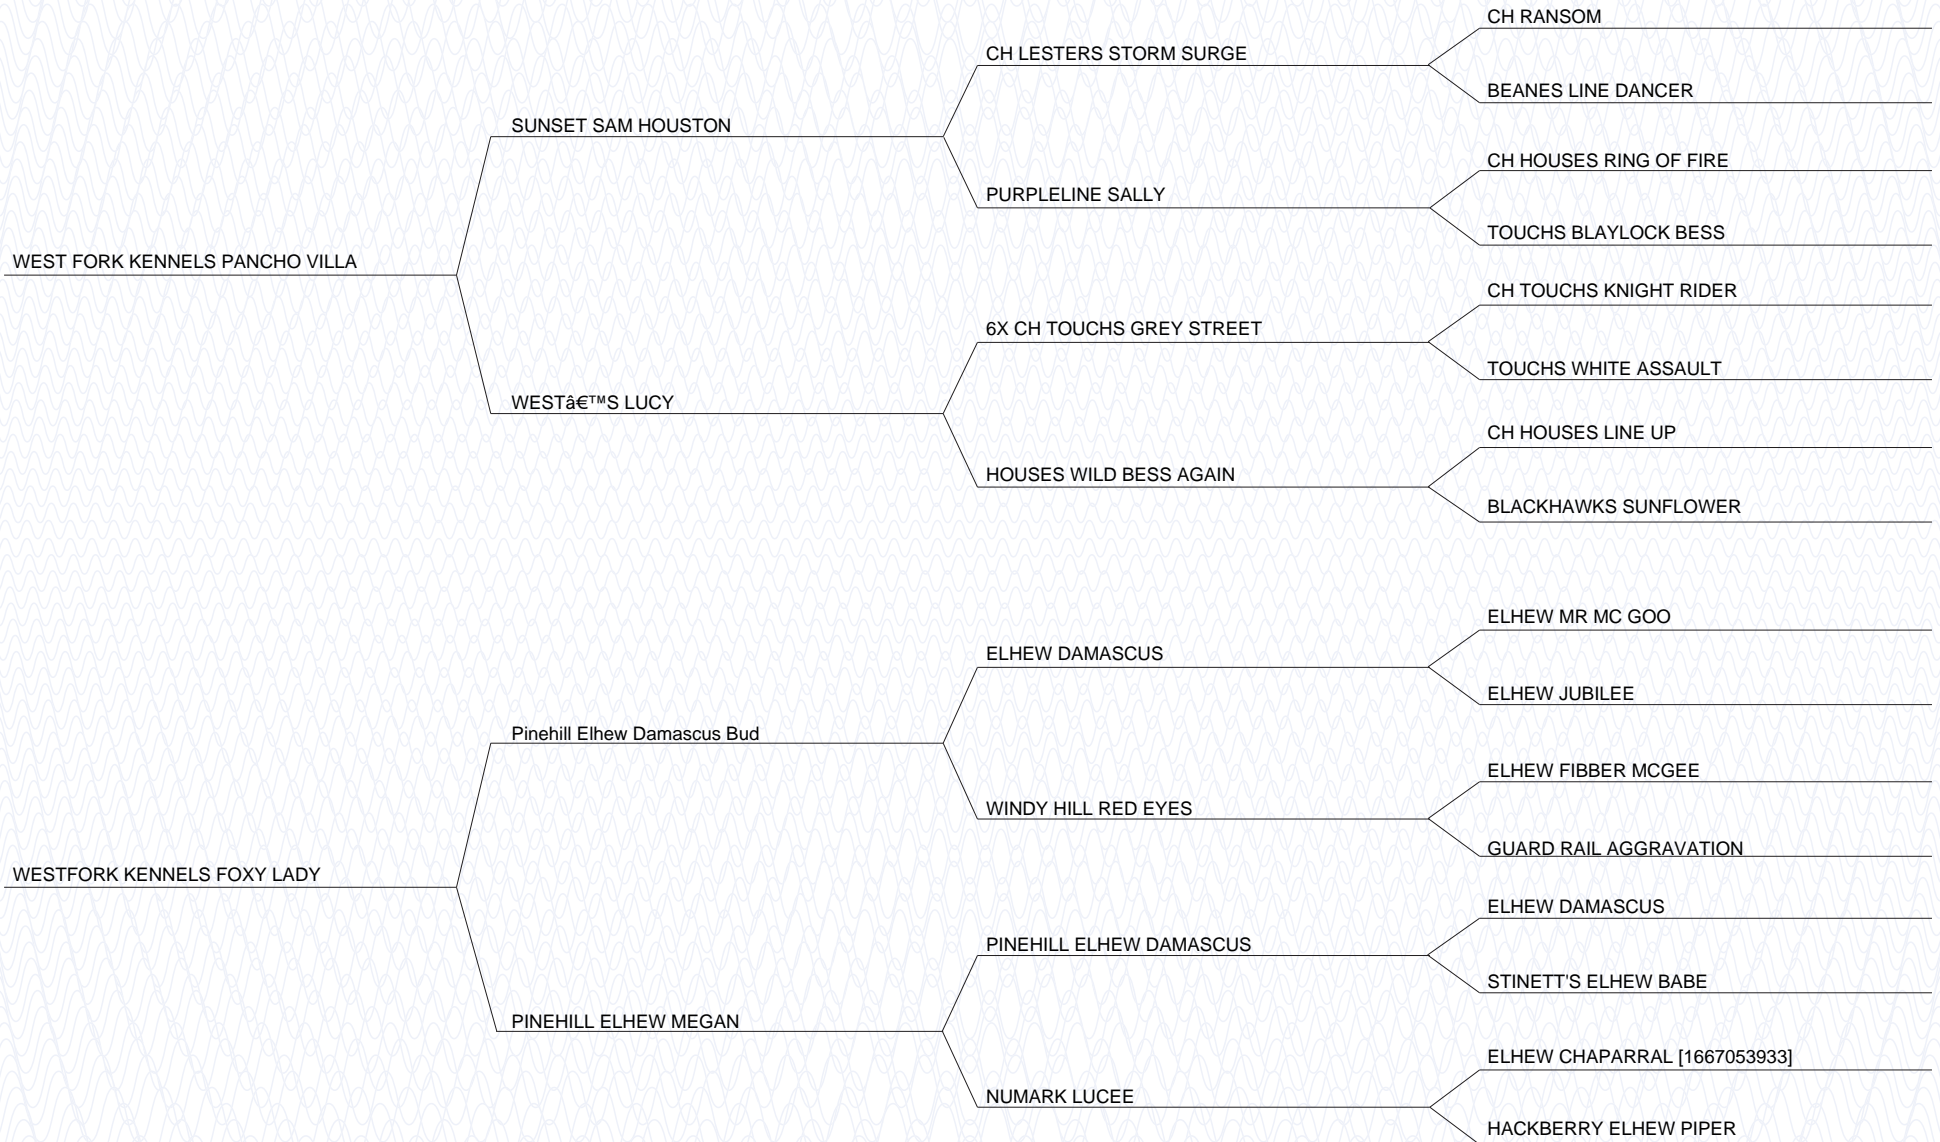 CH RANSOM
CH LESTERS STORM SURGE
BEANES LINE DANCER
SUNSET SAM HOUSTON
CH HOUSES RING OF FIRE
PURPLELINE SALLY
TOUCHS BLAYLOCK BESS
WEST FORK KENNELS PANCHO VILLA
CH TOUCHS KNIGHT RIDER
6X CH TOUCHS GREY STREET
TOUCHS WHITE ASSAULT
WESTâ€™S LUCY
CH HOUSES LINE UP
HOUSES WILD BESS AGAIN
BLACKHAWKS SUNFLOWER
ELHEW MR MC GOO
ELHEW DAMASCUS
ELHEW JUBILEE
Pinehill Elhew Damascus Bud
ELHEW FIBBER MCGEE
WINDY HILL RED EYES
GUARD RAIL AGGRAVATION
WESTFORK KENNELS FOXY LADY
ELHEW DAMASCUS
PINEHILL ELHEW DAMASCUS
STINETT'S ELHEW BABE
PINEHILL ELHEW MEGAN
ELHEW CHAPARRAL [1667053933]
NUMARK LUCEE
HACKBERRY ELHEW PIPER